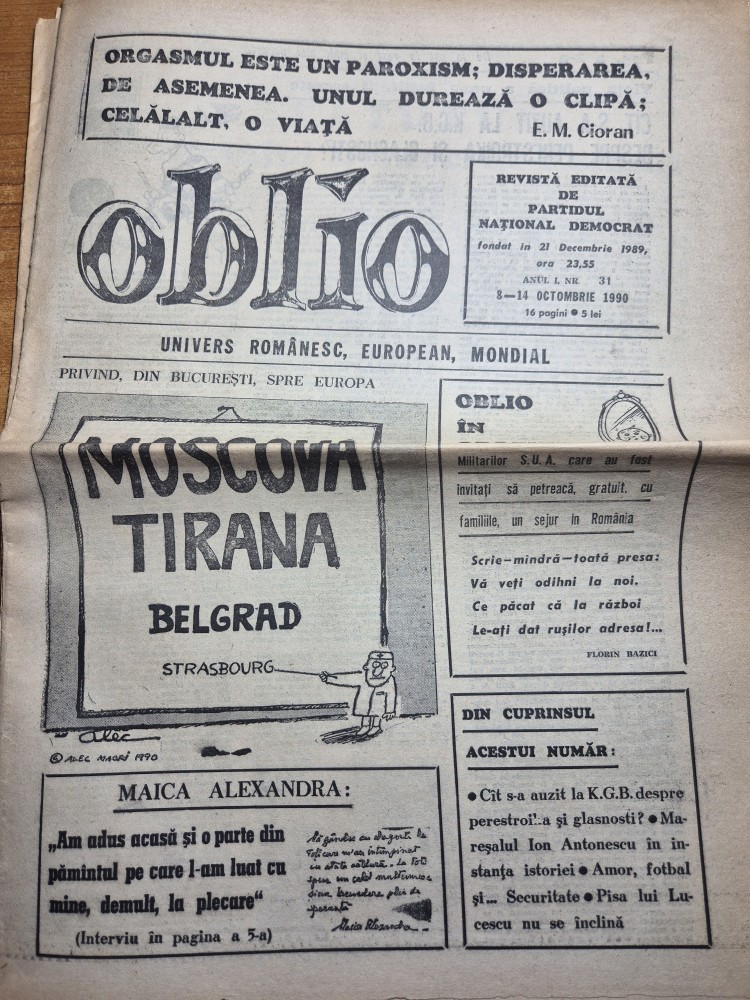 ORGASMUL ESTE UN PAROXISM; DISPERAREA,
DE ASEMENEA. UNUL DUREAZĂ O CLIPĂ;
CELĂLALT, O VIAȚĂ
E. M. Cioran
oblio
REVISTĂ EDITATĂ
DE
PARTIDUL
NAȚIONAL DEMOCRAT
fondat în 21 Decembrie 1989,
ora 23,55
ANUL I, NR. 31
8—14 OCTOMBRIE 1990
16 pagini • 5 lei
UNIVERS ROMÂNESC, EUROPEAN, MONDIAL
PRIVIND, DIN BUCUREȘTI, SPRE EUROPA
MOSCOVA
TIRANA
BELGRAD
STRASBOURG
alec
© ALEC MAORI 1990
OBLIO
ÎN
Militarilor S.U.A. care au fost
invitați să petreacă, gratuit, cu
familiile, un sejur în România
Scrie—mîndră—toată presa:
Vă veți odihni la noi.
Ce păcat că la război
Le-ați dat rușilor adresa!...
FLORIN BAZICI
MAICA ALEXANDRA:
„Am adus acasă și o parte din
pămîntul pe care l-am luat cu
mine, demult, la plecare“
(Interviu în pagina a 5-a)
Maica Alexandra
DIN CUPRINSUL
ACESTUI NUMĂR:
• Cît s-a auzit la K.G.B. despre
perestroika și glasnosti? • Ma-
reșalul Ion Antonescu în in-
stanța istoriei • Amor, fotbal
și... Securitate • Pisa lui Lu-
cescu nu se înclină